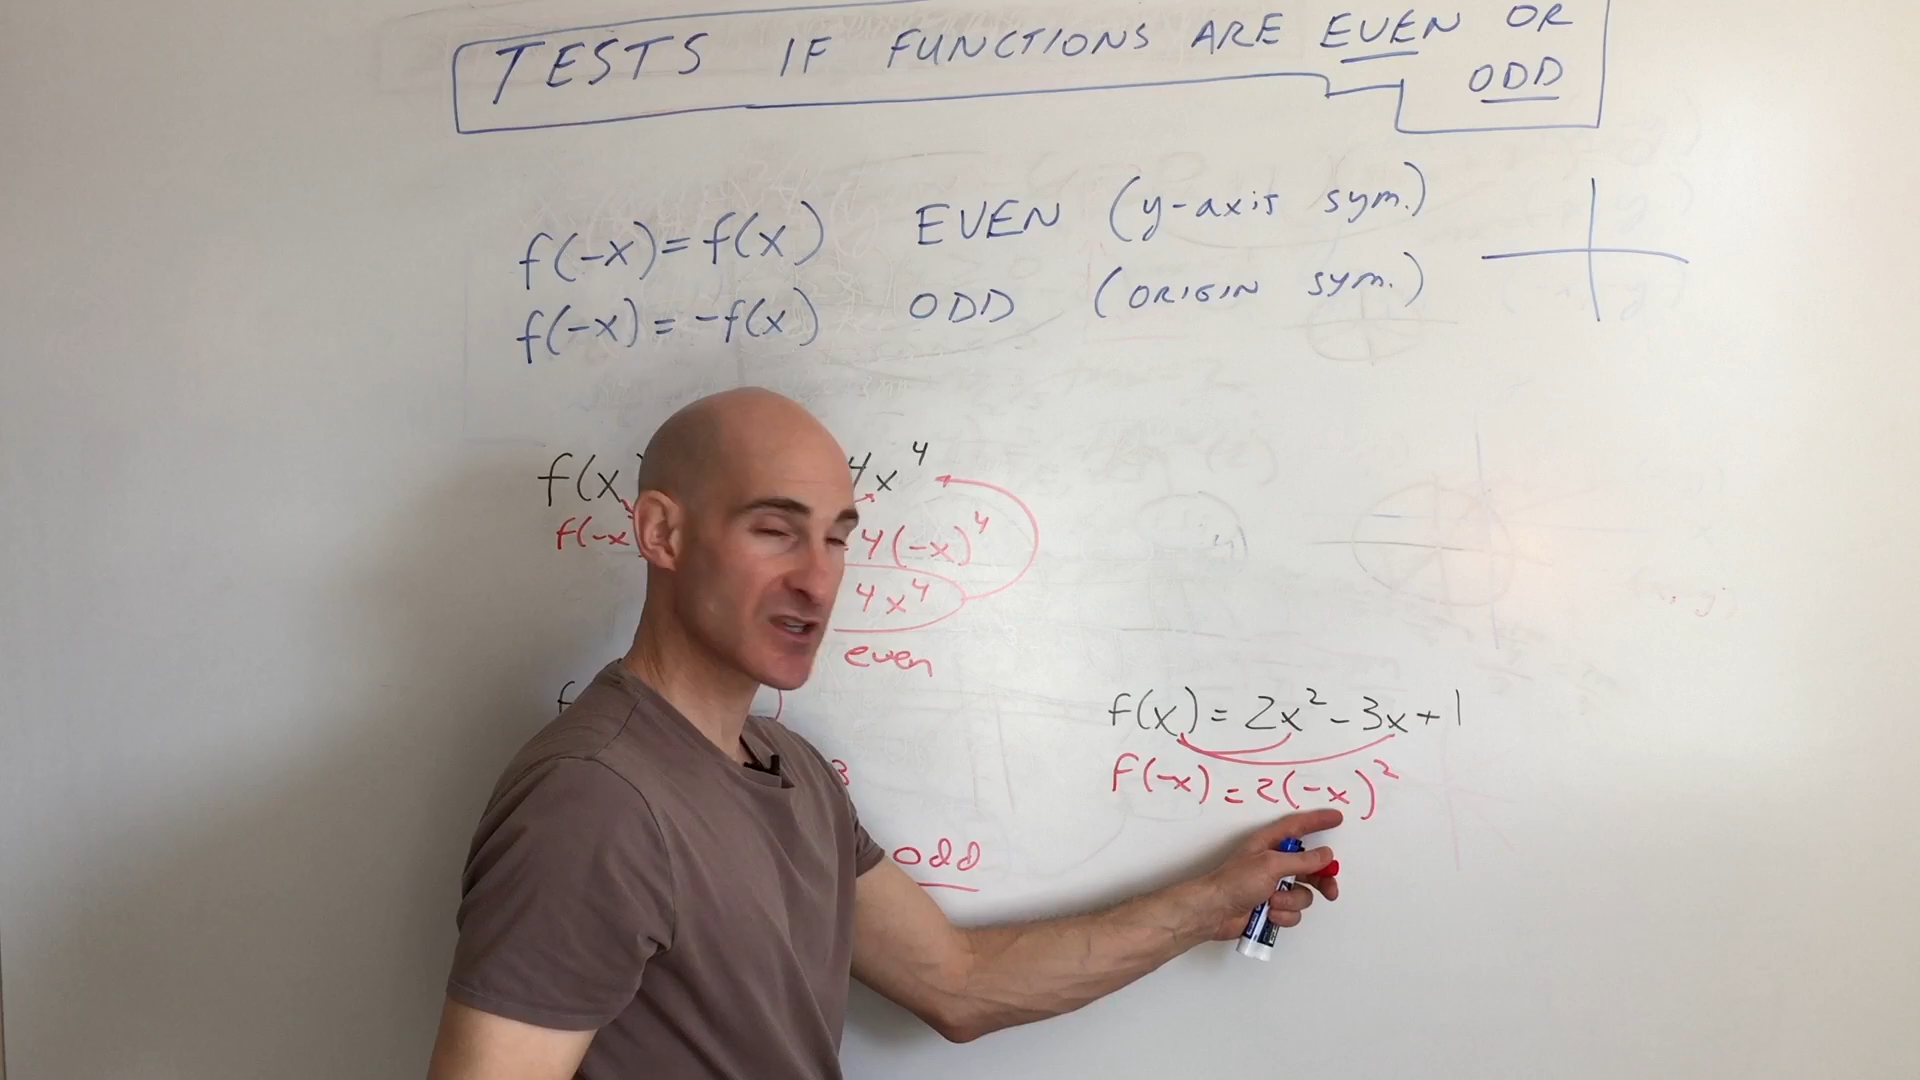 TESTS IF FUNCTIONS ARE EVEN OR
ODD
f(-x)=f(x) EVEN (y-axis sym.)
f(-x)=-f(x) ODD (ORIGIN sym.)
f(x 4x⁴
f(-x 4(-x)⁴
4x⁴
even
f(x)=2x²-3x+1
f(-x)=2(-x)²
3
odd